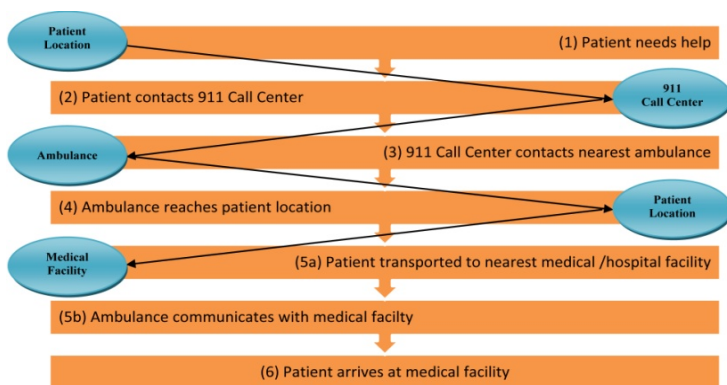 Patient
Location
(1) Patient needs help
(2) Patient contacts 911 Call Center
911
Call Center
Ambulance
(3) 911 Call Center contacts nearest ambulance
(4) Ambulance reaches patient location
Patient
Location
Medical
Facility
(5a) Patient transported to nearest medical /hospital facility
(5b) Ambulance communicates with medical facilty
(6) Patient arrives at medical facility